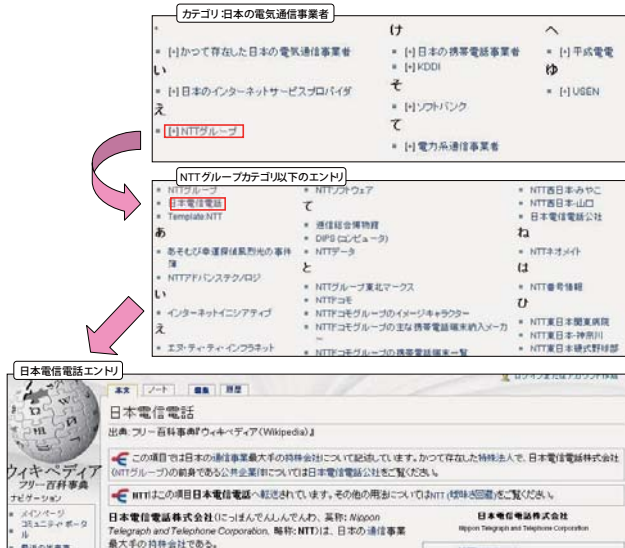 カテゴリ:日本の電気通信事業者
け
へ
[+]かつて存在した日本の電気通信事業者
[+]日本の携帯電話事業者
[+]平成電電
い
[+]KDDI
ゆ
[+]日本のインターネットサービスプロバイダ
そ
[+]USEN
え
[+]ソフトバンク
[+]NTTグループ
て
[+]電力系通信事業者
NTTグループカテゴリ以下のエントリ
NTTグループ
NTTソフトウェア
NTT西日本みやこ
日本電信電話
て
NTT西日本山口
Template:NTT
逓信総合博物館
日本電信電話公社
あ
DIPS (コンピュータ)
ね
あそむび幸運探偵風烈光の事件簿
NTTデータ
NTTネオメイト
NTTアドバンステクノロジ
と
は
い
NTTグループ東北マークス
NTT番号情報
インターネットイニシアティブ
NTTドコモ
ひ
え
NTTドコモグループのイメージキャラクター
NTT東日本関東病院
エヌ・ティ・ティ・インフラネット
NTTドコモグループの主な携帯電話端末納入メーカー
NTT東日本-神奈川
NTTドコモグループの携帯電話端末一覧
NTT東日本硬式野球部
日本電信電話エントリ
ログインまたはアカウント作成
本文 ノート 編集 履歴
日本電信電話
出典: フリー百科事典『ウィキペディア(Wikipedia)』
この項目では日本の通信事業最大手の持株会社について記述しています。かつて存在した特殊法人で、日本電信電話株式会社
(NTTグループ)の前身である公共企業体については日本電信電話公社をご覧ください。
NTTはこの項目日本電信電話へ転送されています。その他の用法についてはNTT (曖昧さ回避)をご覧ください。
ウィキペディア
フリー百科事典
ナビゲーション
メインページ
コミュニティ・ポータル
最近の出来事
日本電信電話株式会社(にっぽんでんしんでんわ、英称: Nippon
Telegraph and Telephone Corporation、略称: NTT)は、日本の通信事業
最大手の持株会社である。
日本電信電話株式会社
Nippon Telegraph and Telephone Corporation